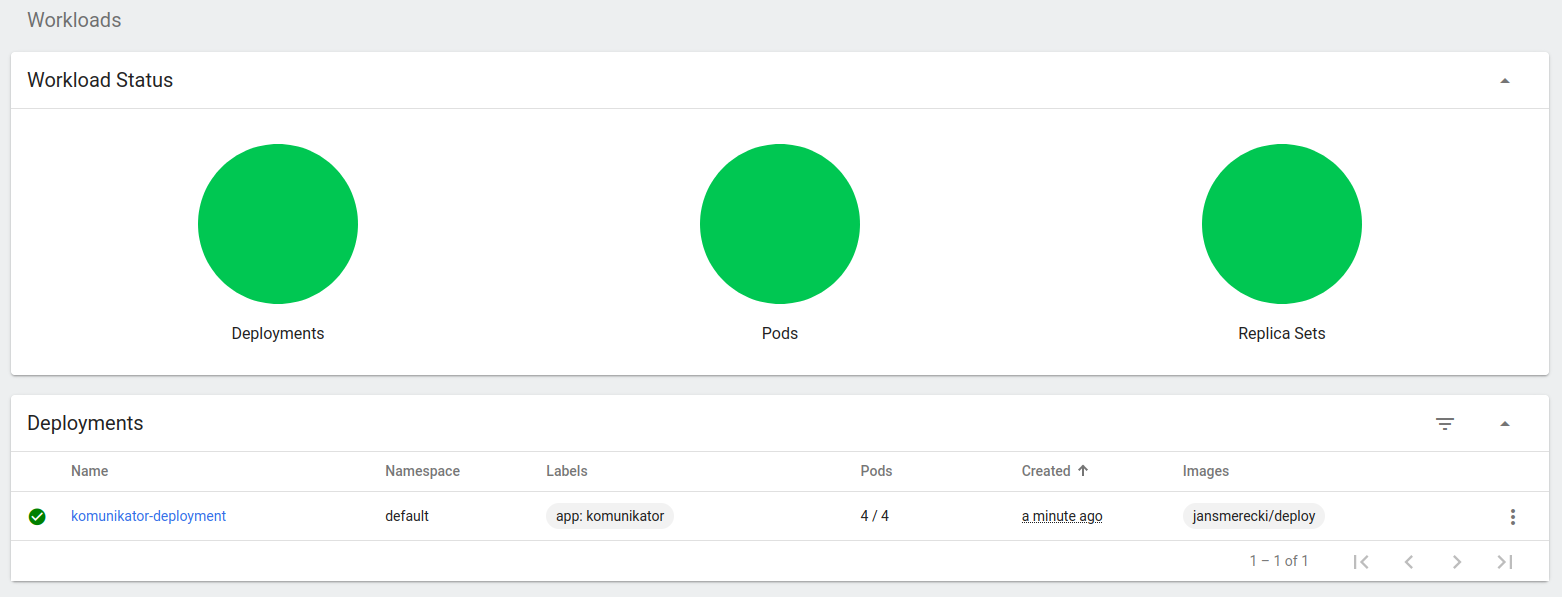 Workloads
Workload Status
Deployments Pods Replica Sets
Deployments
Name Namespace Labels Pods Created Images
komunikator-deployment default app: komunikator 4 / 4 a minute ago jansmerecki/deploy
1 – 1 of 1